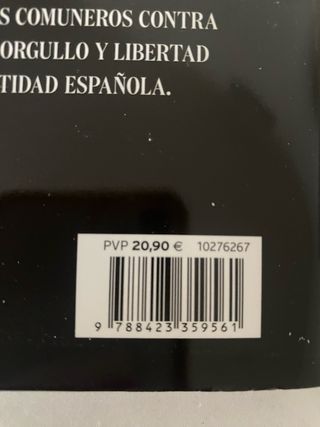 S COMUNEROS CONTRA
ORGULLO Y LIBERTAD
TIDAD ESPAÑOLA.
PVP 20,90 € 10276267
9 788423 359561